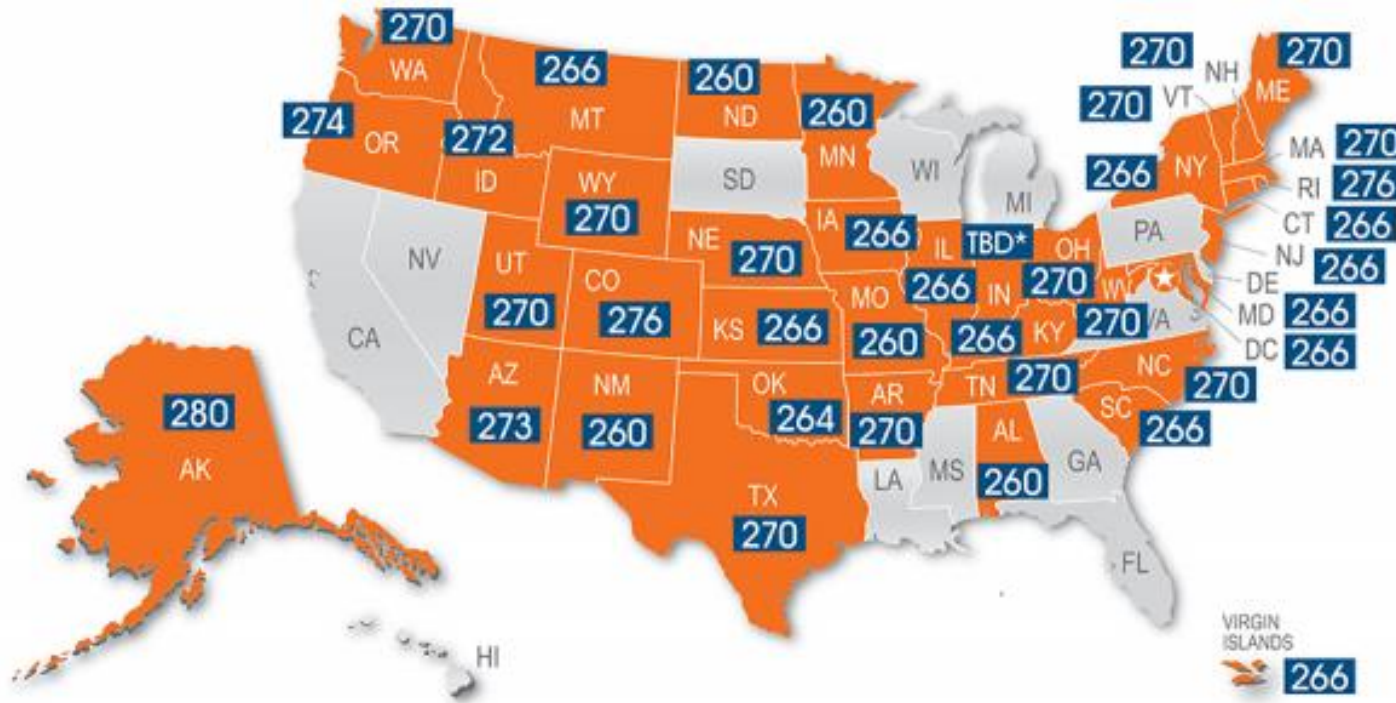 270
WA
266
MT
260
ND
260
MN
274
OR
272
ID
WY
270
SD
WI
MI
270
NH
270
VT
270
ME
MA 270
RI 276
CT 266
NJ 266
DE
MD 266
DC 266
266
NY
PA
NV
UT
270
CO
276
NE
270
IA
266
IL
266
TBD*
IN
266
OH
270
WV
270
VA
CA
KS 266
MO
260
KY
AZ
273
NM
260
OK
264
AR
270
TN 270
NC
270
SC
266
TX
270
LA
MS
AL
260
GA
FL
280
AK
HI
VIRGIN
ISLANDS
266